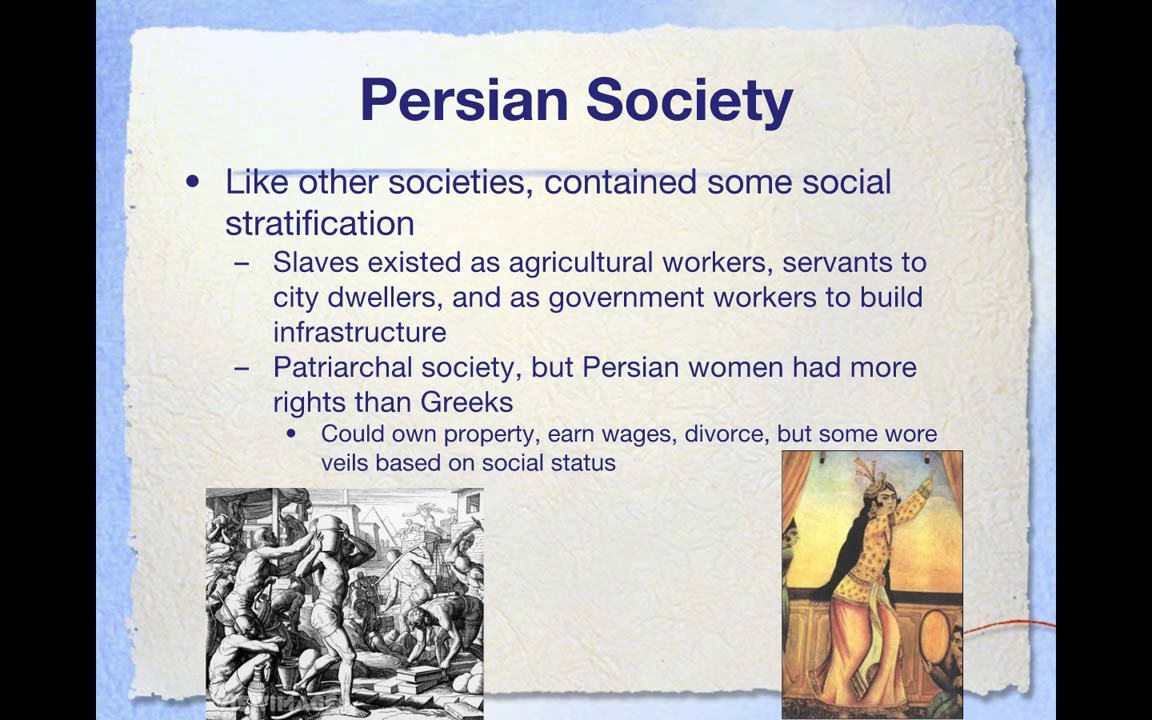 Persian Society
• Like other societies, contained some social
stratification
– Slaves existed as agricultural workers, servants to
city dwellers, and as government workers to build
infrastructure
– Patriarchal society, but Persian women had more
rights than Greeks
• Could own property, earn wages, divorce, but some wore
veils based on social status